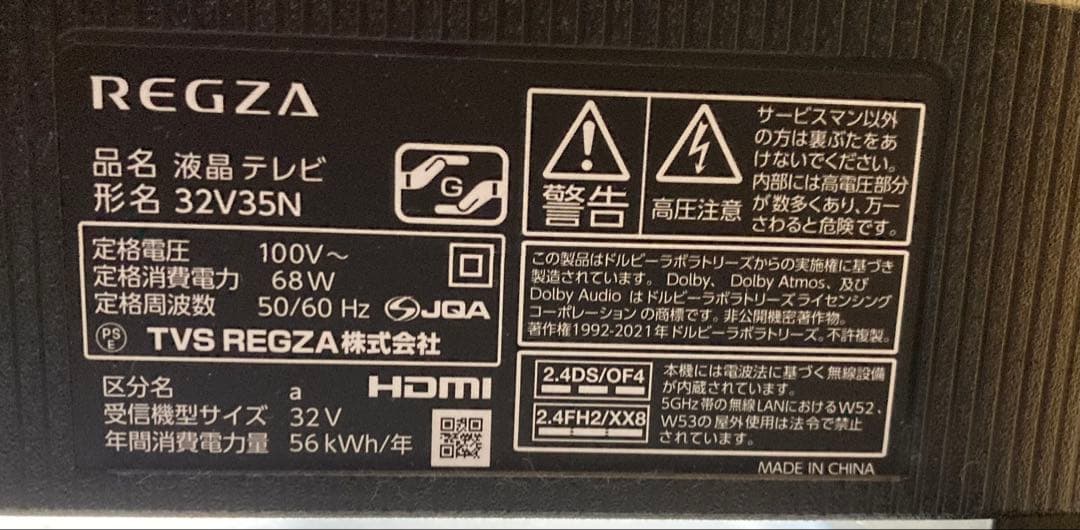 REGZA
品名 液晶テレビ
形名 32V35N
G
定格電圧 100V～
定格消費電力 68W
定格周波数 50/60 Hz
JQA
PS
E
TVS REGZA株式会社
区分名 a
HDMI
受信機型サイズ 32V
年間消費電力量 56kWh/年
警告
高圧注意
サービスマン以外
の方は裏ぶたをあ
けないでください。
内部には高電圧部分
が数多くあり、万一
さわると危険です。
この製品はドルビーラボラトリーズからの実施権に基づき
製造されています。Dolby、Dolby Atmos、及び
Dolby Audio はドルビーラボラトリーズライセンシング
コーポレーションの商標です。非公開機密著作物。
著作権1992-2021年ドルビーラボラトリーズ。不許複製。
2.4DS/OF4
2.4FH2/XX8
本機には電波法に基づく無線設備
が内蔵されています。
5GHz帯の無線LANにおけるW52、
W53の屋外使用は法令で禁止
されています。
MADE IN CHINA